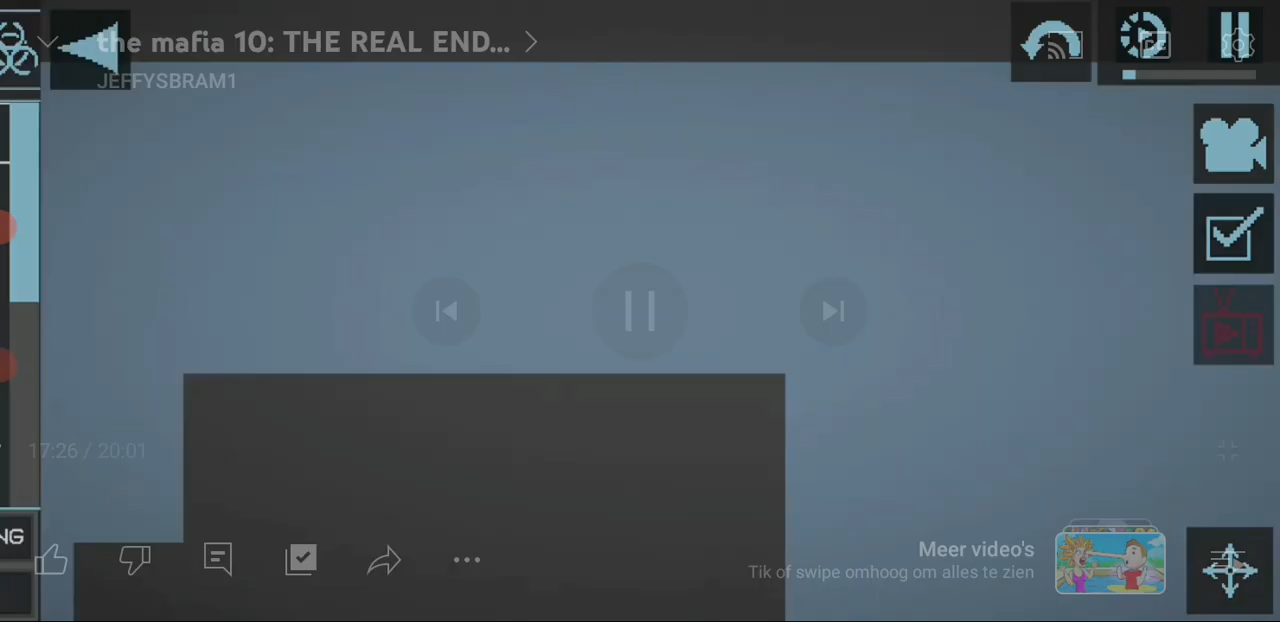 the mafia 10: THE REAL END...
JEFFYSBRAM1
17:26 / 20:01
NG
Meer video's
Tik of swipe omhoog om alles te zien